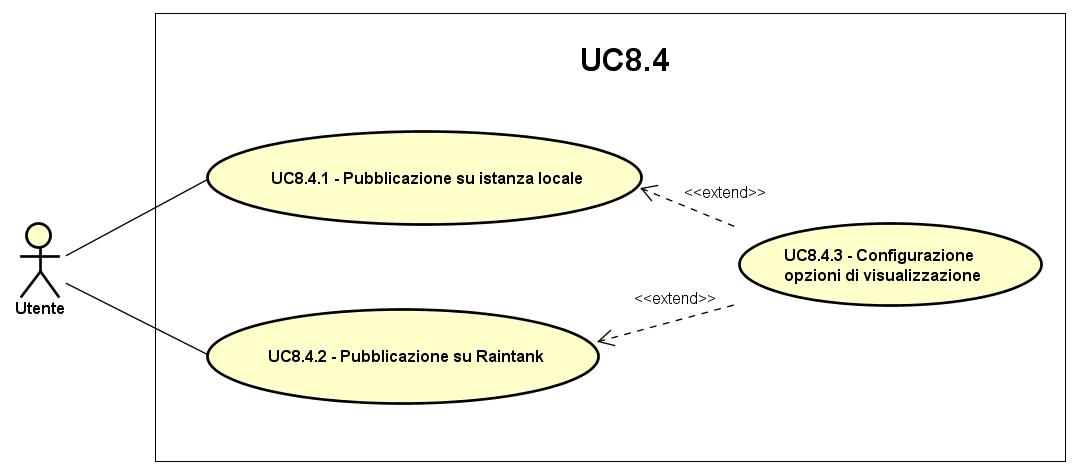 UC8.4
UC8.4.1 - Pubblicazione su istanza locale
<<extend>>
UC8.4.3 - Configurazione
opzioni di visualizzazione
Utente
<<extend>>
UC8.4.2 - Pubblicazione su Raintank